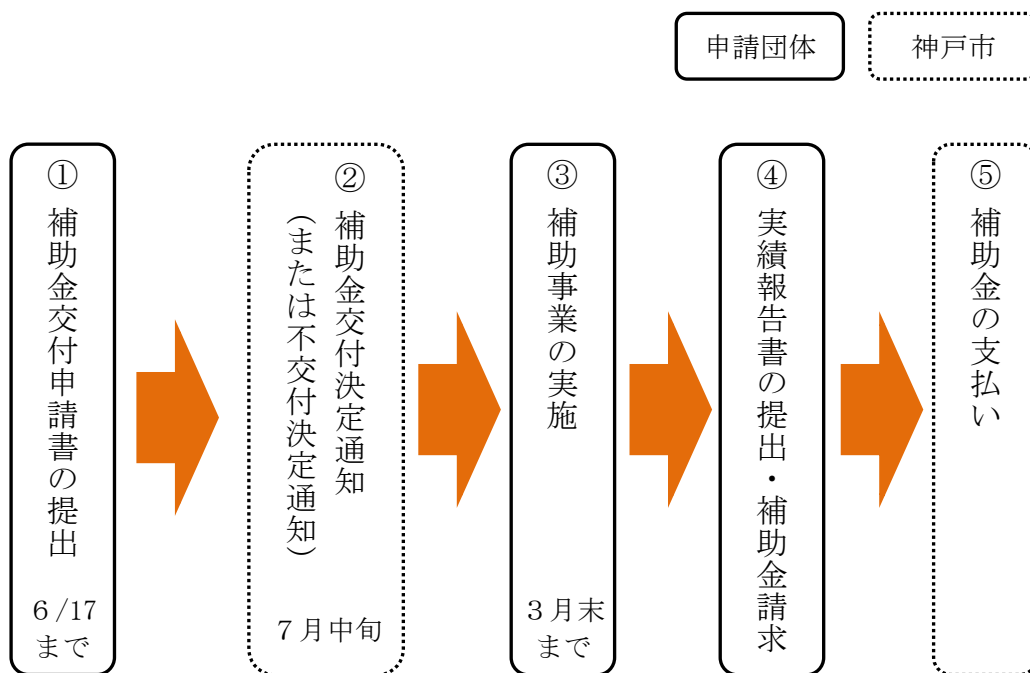 申請団体
神戸市
① 補助金交付申請書の提出
6/17
まで
② 補助金交付決定通知
(または不交付決定通知)
7月中旬
③ 補助事業の実施
3月末
まで
④ 実績報告書の提出・補助金請求
⑤ 補助金の支払い